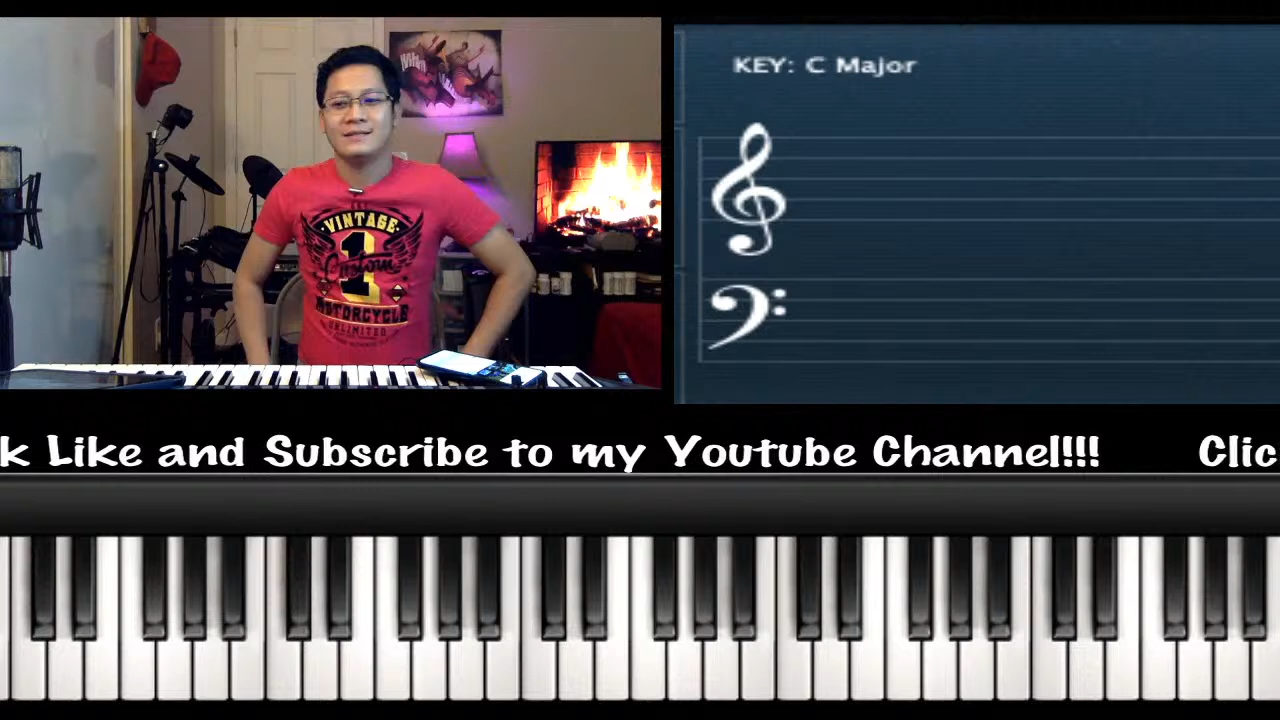 KEY: C Major
VINTAGE
1
Custom
MOTORCYCLE
UNLIMITED
k Like and Subscribe to my Youtube Channel!!! Clic